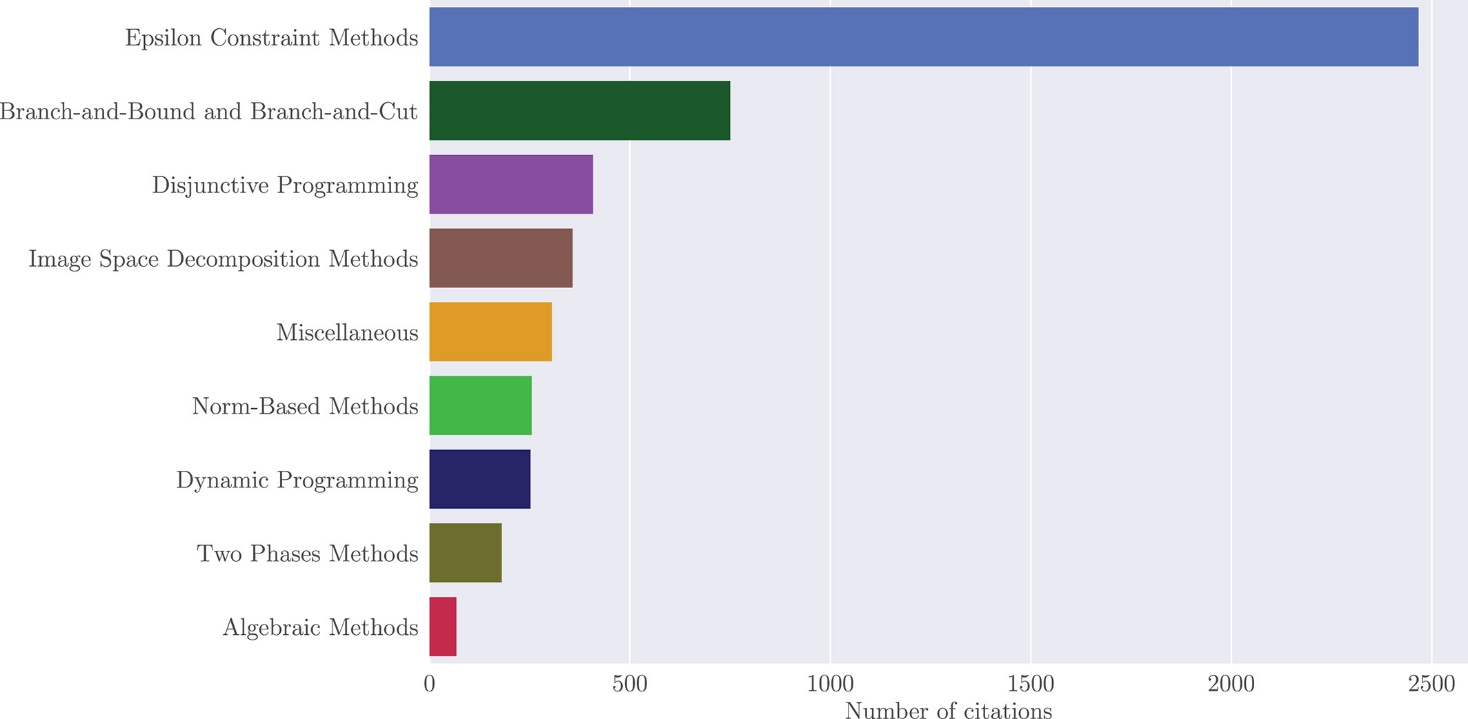 Epsilon Constraint Methods
Branch-and-Bound and Branch-and-Cut
Disjunctive Programming
Image Space Decomposition Methods
Miscellaneous
Norm-Based Methods
Dynamic Programming
Two Phases Methods
Algebraic Methods
0 500 1000 1500 2000 2500
Number of citations